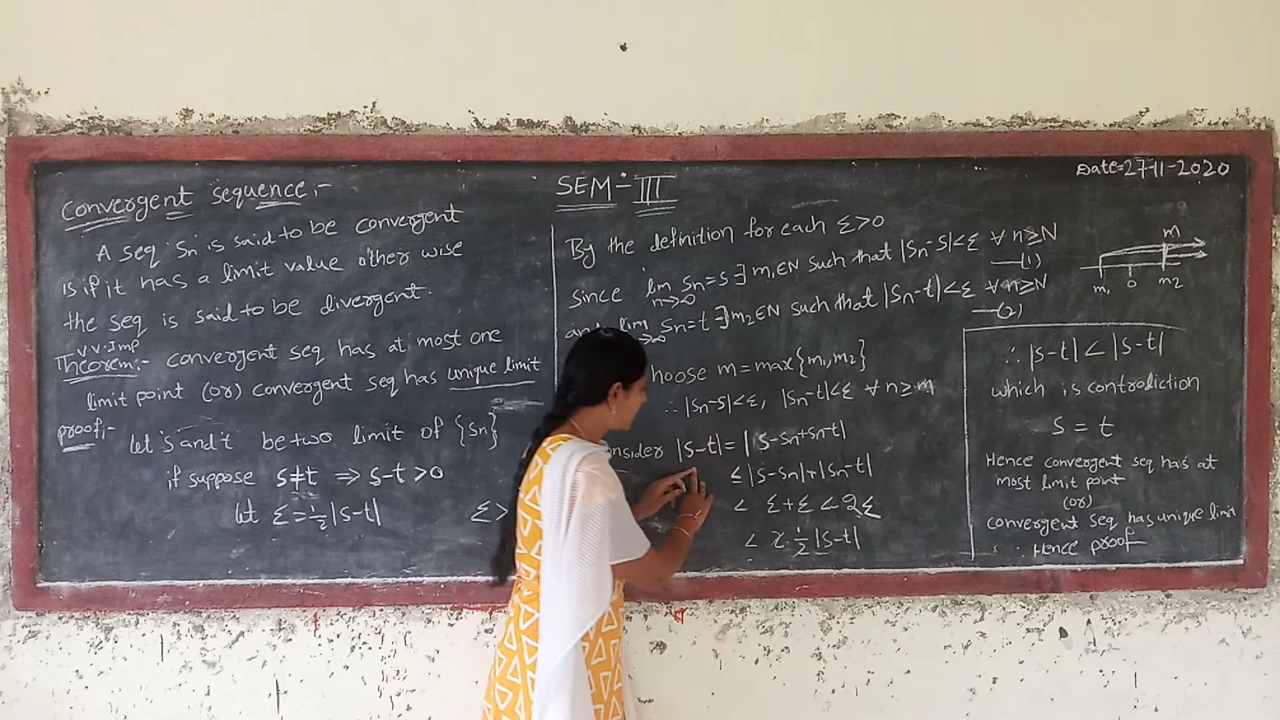 Convergent sequence:-
A seq Sn is said to be convergent
is if it has a limit value other wise
the seq is said to be divergent.
V.V.Imp
Theorem:- convergent seq has at most one
limit point (or) convergent seq has unique limit
proof:- let 's' and 't' be two limit of {Sn}
if suppose s≠t ⇒ s-t>0
let Ɛ=½|s-t| Ɛ>
SEM-III
By the definition for each Ɛ>0
Since lim n→∞ Sn=s ∃ m₁∈N such that |Sn-s|<Ɛ ∀ n≥N
—(1)
and lim Sn=t ∃ m₂∈N such that |Sn-t|<Ɛ ∀ n≥N
—(2)
hoose m=max{m₁,m₂}
∴ |Sn-s|<Ɛ, |Sn-t|<Ɛ ∀ n≥m
nsider |s-t|=|s-sn+sn-t|
≤|s-sn|+|sn-t|
< Ɛ+Ɛ < 2Ɛ
< 2·½|s-t|
Date=27-11-2020
m
m₁ 0 m₂
∴ |s-t|<|s-t|
which is controdiction
s = t
Hence convergent seq has at
most limit point
(or)
convergent seq has unique limit
Hence proof